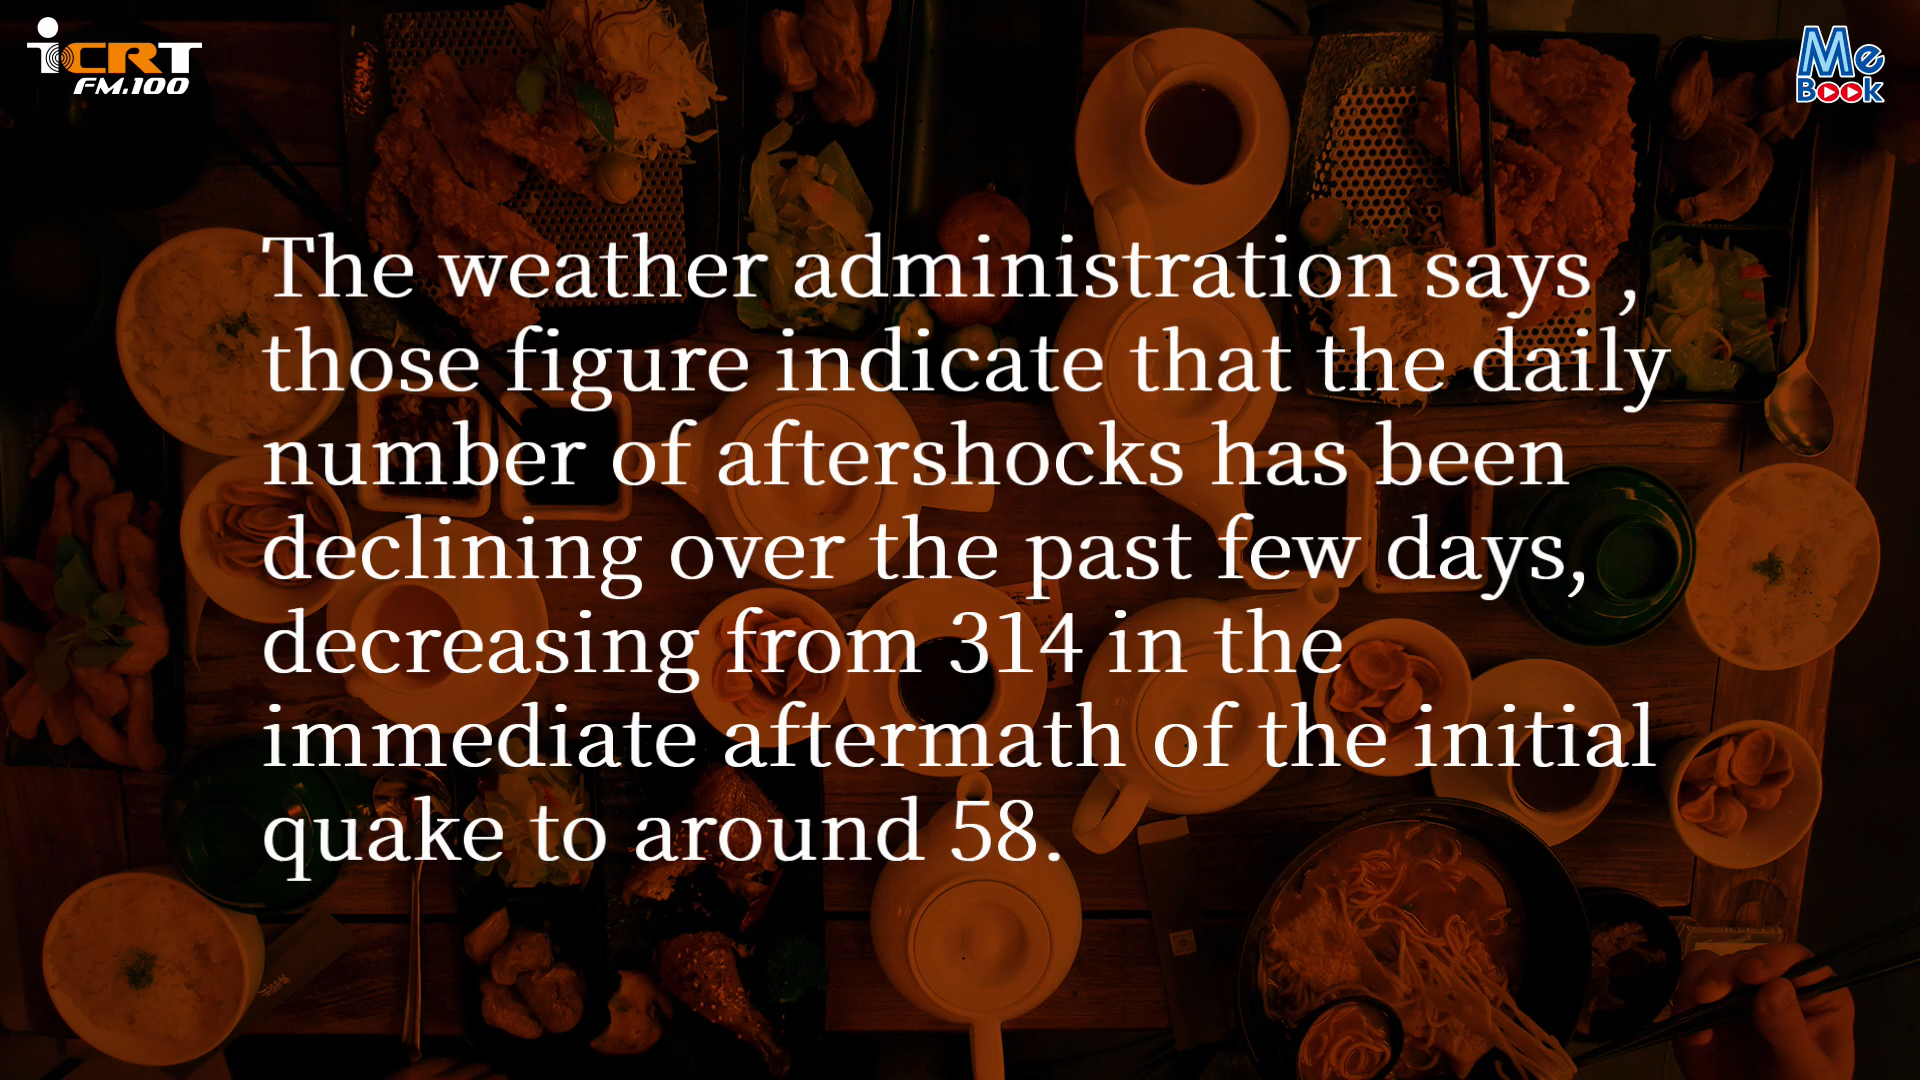 iCRT
FM.100
Me
Book
The weather administration says ,
those figure indicate that the daily
number of aftershocks has been
declining over the past few days,
decreasing from 314 in the
immediate aftermath of the initial
quake to around 58.